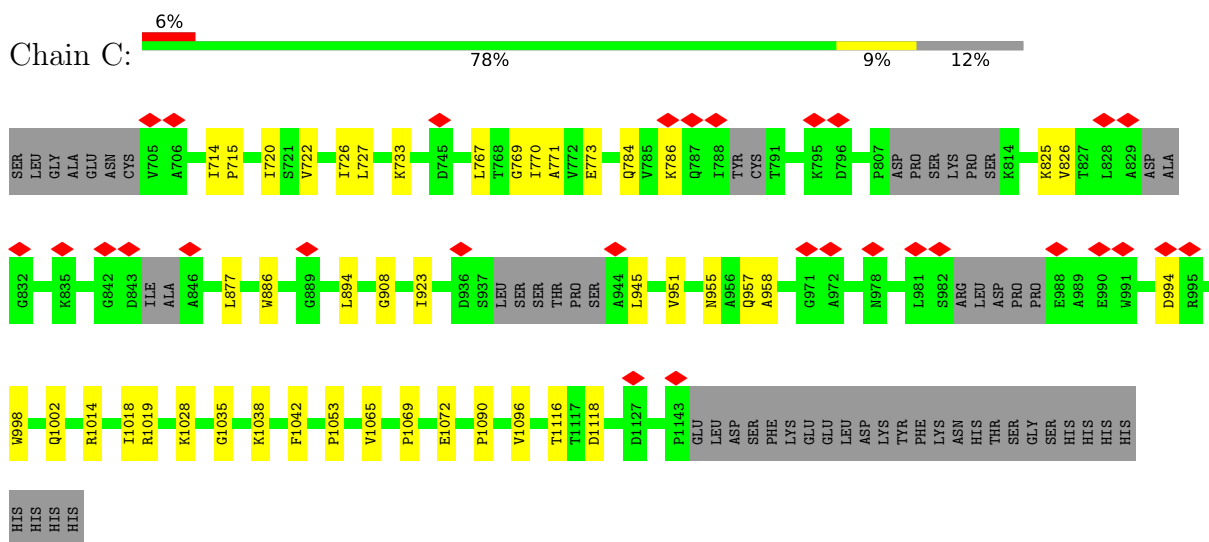 6%
Chain C:
78% 9% 12%
SER LEU GLY ALA GLU ASN CYS V705 A706 I714 P715 I720 S721 V722 I726 L727 K733 D745 L767 T768 G769 I770 A771 V772 E773 Q784 V785 K786 Q787 I788 TYR CYS T791 K795 D796 P807 ASP PRO SER LYS PRO SER K814 K825 V826 T827 L828 A829 ASP ALA
G832 K835 G842 D843 ILE ALA A846 L877 W886 G889 L894 G908 I923 D936 S937 LEU SER SER THR PRO SER A944 L945 V951 N955 A956 Q957 A958 G971 A972 N978 L981 S982 ARG LEU ASP PRO PRO E988 A989 E990 W991 D994 R995
W998 Q1002 R1014 I1018 R1019 K1028 G1035 K1038 F1042 P1053 V1065 P1069 E1072 P1090 V1096 T1116 T1117 D1118 D1127 P1143 GLU LEU ASP SER PHE LYS GLU GLU LEU ASP LYS TYR PHE LYS ASN HIS THR SER GLY SER HIS HIS HIS HIS
HIS HIS HIS HIS